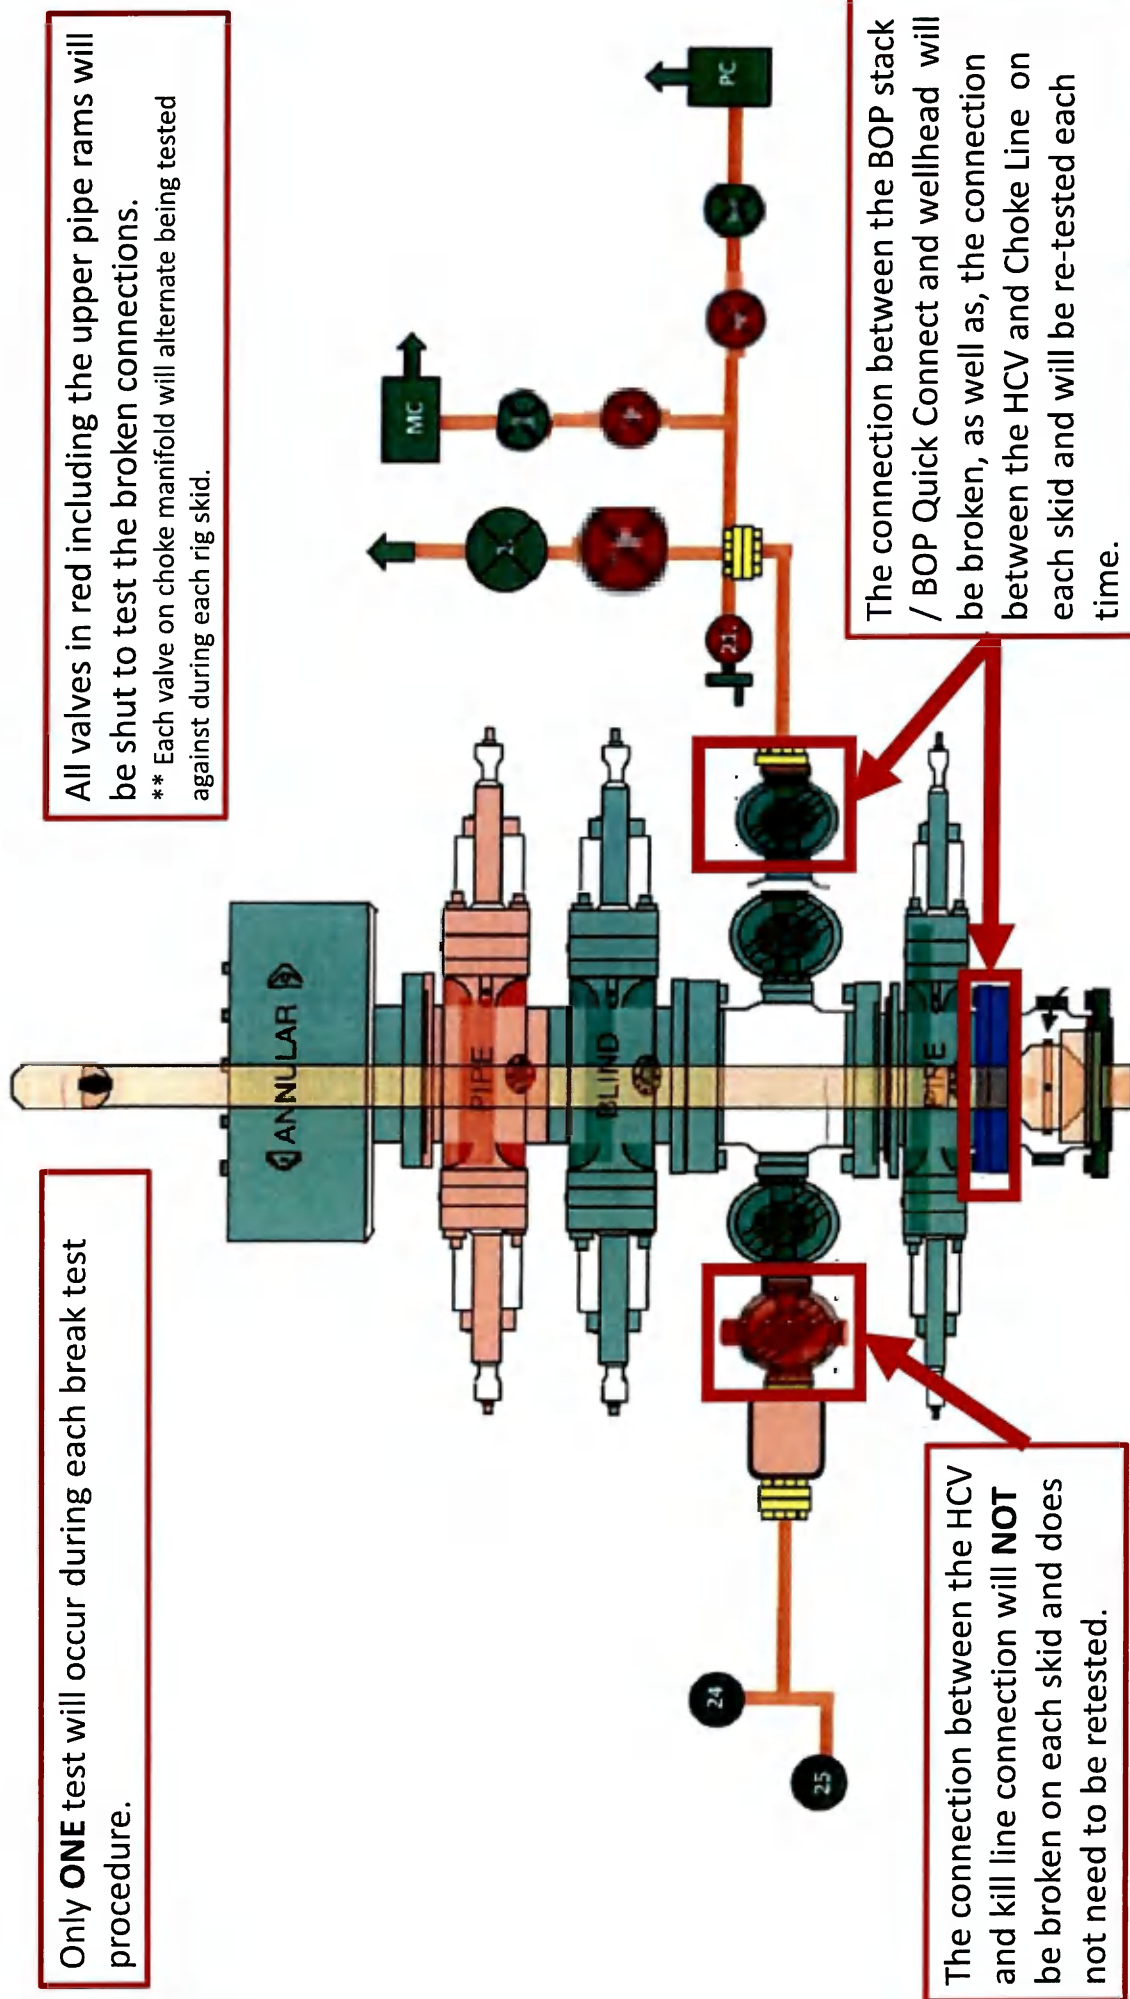 Only ONE test will occur during each break test
procedure.
All valves in red including the upper pipe rams will
be shut to test the broken connections.
** Each valve on choke manifold will alternate being tested
against during each rig skid.
ANNULAR
PIPE
BLIND
PIPE
MC
PC
2.
23.
24
25
The connection between the HCV
and kill line connection will NOT
be broken on each skid and does
not need to be retested.
The connection between the BOP stack
/ BOP Quick Connect and wellhead will
be broken, as well as, the connection
between the HCV and Choke Line on
each skid and will be re-tested each
time.